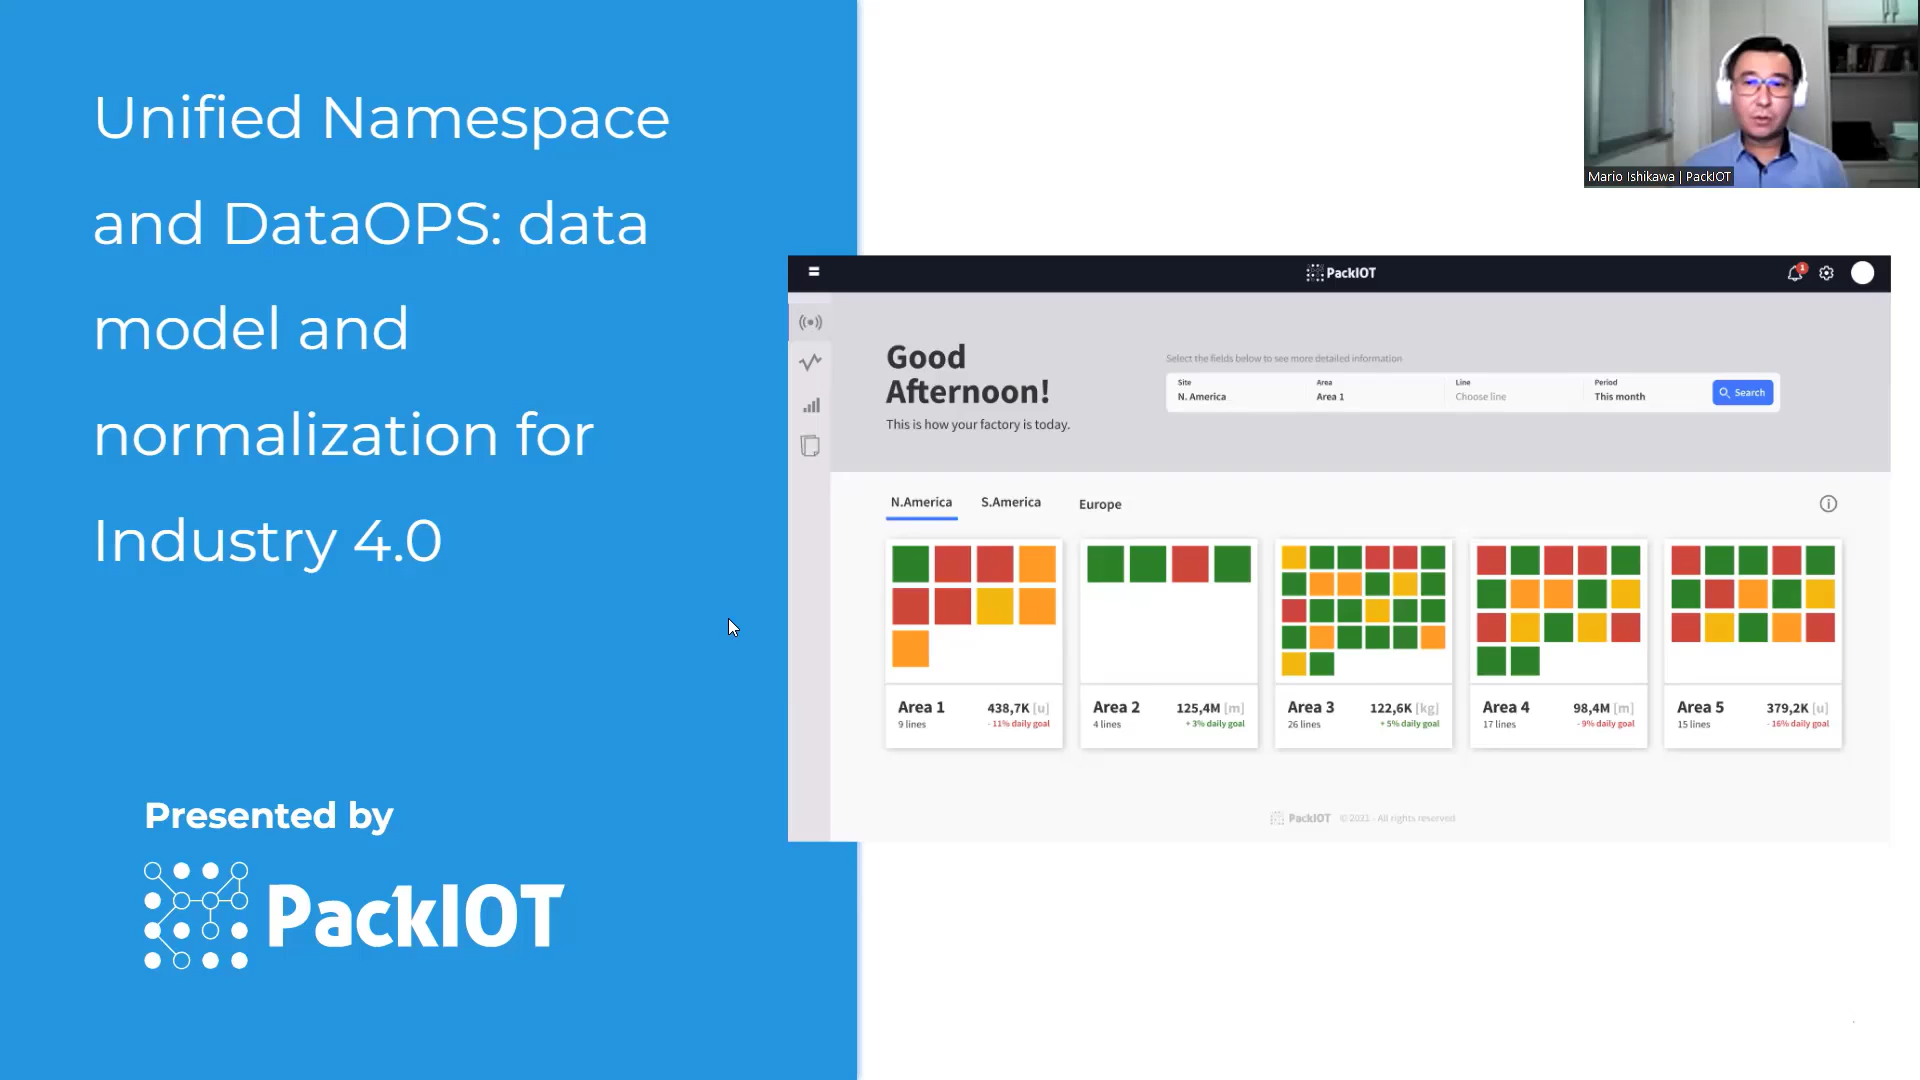 Unified Namespace
and DataOPS: data
model and
normalization for
Industry 4.0
Presented by
PackIOT
Mario Ishikawa | PackIOT
PackIOT
1
Good
Afternoon!
This is how your factory is today.
Select the fields below to see more detailed information
Site Area Line Period
N. America Area 1 Choose line This month
Search
N.America S.America Europe
Area 1 438,7K [u]
9 lines - 11% daily goal
Area 2 125,4M [m]
4 lines + 3% daily goal
Area 3 122,6K [kg]
26 lines + 5% daily goal
Area 4 98,4M [m]
17 lines - 9% daily goal
Area 5 379,2K [u]
15 lines - 16% daily goal
PackIOT © 2021 - All rights reserved